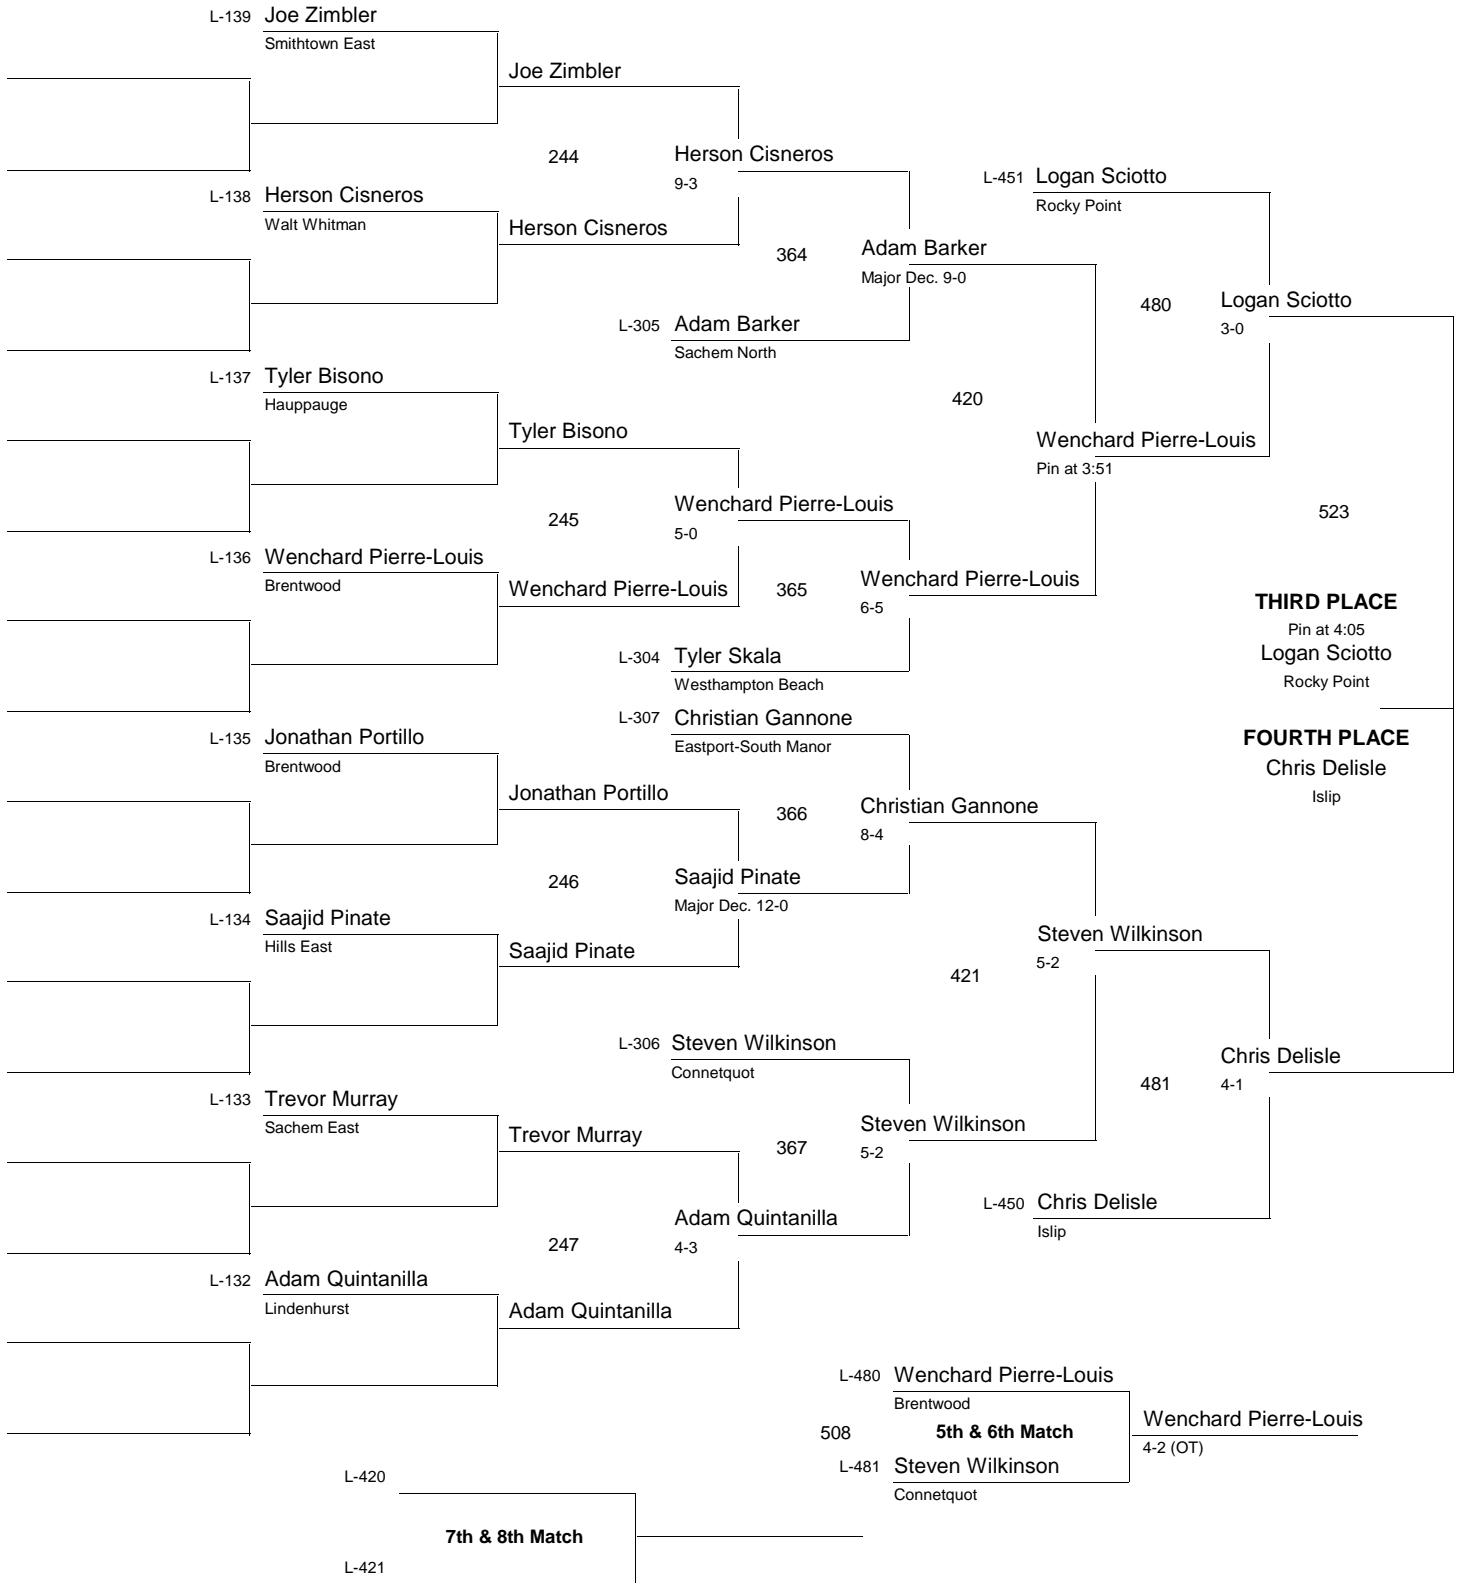 L-139 Joe Zimbler
Smithtown East
Joe Zimbler
244
Herson Cisneros
9-3
L-138 Herson Cisneros
Walt Whitman
Herson Cisneros
L-451 Logan Sciotto
Rocky Point
364
Adam Barker
Major Dec. 9-0
480
Logan Sciotto
3-0
L-305 Adam Barker
Sachem North
L-137 Tyler Bisono
Hauppauge
420
Tyler Bisono
Wenchard Pierre-Louis
Pin at 3:51
245
Wenchard Pierre-Louis
5-0
523
L-136 Wenchard Pierre-Louis
Brentwood
Wenchard Pierre-Louis
365
Wenchard Pierre-Louis
6-5
THIRD PLACE
Pin at 4:05
Logan Sciotto
Rocky Point
L-304 Tyler Skala
Westhampton Beach
L-307 Christian Gannone
Eastport-South Manor
FOURTH PLACE
Chris Delisle
Islip
L-135 Jonathan Portillo
Brentwood
Jonathan Portillo
366
Christian Gannone
8-4
246
Saajid Pinate
Major Dec. 12-0
L-134 Saajid Pinate
Hills East
Saajid Pinate
421
Steven Wilkinson
5-2
L-306 Steven Wilkinson
Connetquot
481
Chris Delisle
4-1
L-133 Trevor Murray
Sachem East
Trevor Murray
367
Steven Wilkinson
5-2
L-450 Chris Delisle
Islip
247
Adam Quintanilla
4-3
L-132 Adam Quintanilla
Lindenhurst
Adam Quintanilla
L-480 Wenchard Pierre-Louis
Brentwood
508
5th & 6th Match
Wenchard Pierre-Louis
4-2 (OT)
L-481 Steven Wilkinson
Connetquot
L-420
7th & 8th Match
L-421